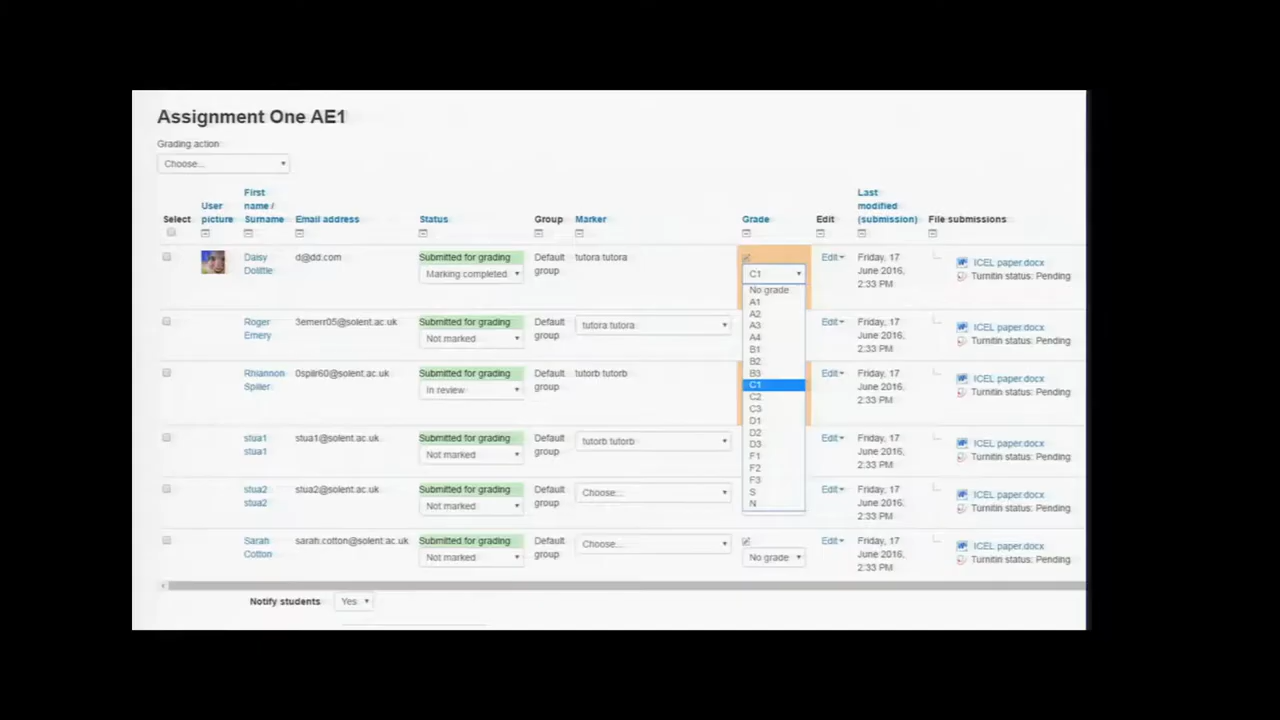 Assignment One AE1
Grading action
Choose...
Select
User picture
First name / Surname
Email address
Status
Group
Marker
Grade
Edit
Last modified (submission)
File submissions
Daisy Dolittle
d@dd.com
Submitted for grading
Marking completed
Default group
tutora tutora
C1
Edit
Friday, 17 June 2016, 2:33 PM
ICEL paper.docx
Turnitin status: Pending
No grade
A1
A2
A3
A4
B1
B2
B3
C1
C2
C3
D1
D2
D3
F1
F2
F3
S
N
Roger Emery
3emerr05@solent.ac.uk
Submitted for grading
Not marked
Default group
tutora tutora
Edit
Friday, 17 June 2016, 2:33 PM
ICEL paper.docx
Turnitin status: Pending
Rhiannon Spiller
0spilr60@solent.ac.uk
Submitted for grading
In review
Default group
tutorb tutorb
Edit
Friday, 17 June 2016, 2:33 PM
ICEL paper.docx
Turnitin status: Pending
stua1 stua1
stua1@solent.ac.uk
Submitted for grading
Not marked
Default group
tutorb tutorb
Edit
Friday, 17 June 2016, 2:33 PM
ICEL paper.docx
Turnitin status: Pending
stua2 stua2
stua2@solent.ac.uk
Submitted for grading
Not marked
Default group
Choose...
Edit
Friday, 17 June 2016, 2:33 PM
ICEL paper.docx
Turnitin status: Pending
Sarah Cotton
sarah.cotton@solent.ac.uk
Submitted for grading
Not marked
Default group
Choose...
No grade
Edit
Friday, 17 June 2016, 2:33 PM
ICEL paper.docx
Turnitin status: Pending
Notify students
Yes